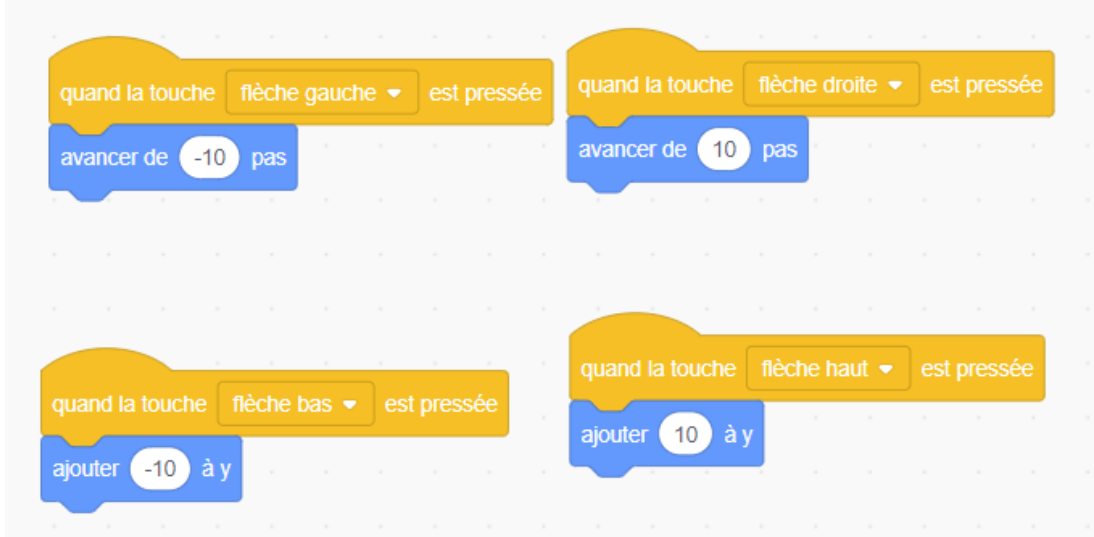 quand la touche flèche gauche est pressée
avancer de -10 pas
quand la touche flèche droite est pressée
avancer de 10 pas
quand la touche flèche bas est pressée
ajouter -10 à y
quand la touche flèche haut est pressée
ajouter 10 à y